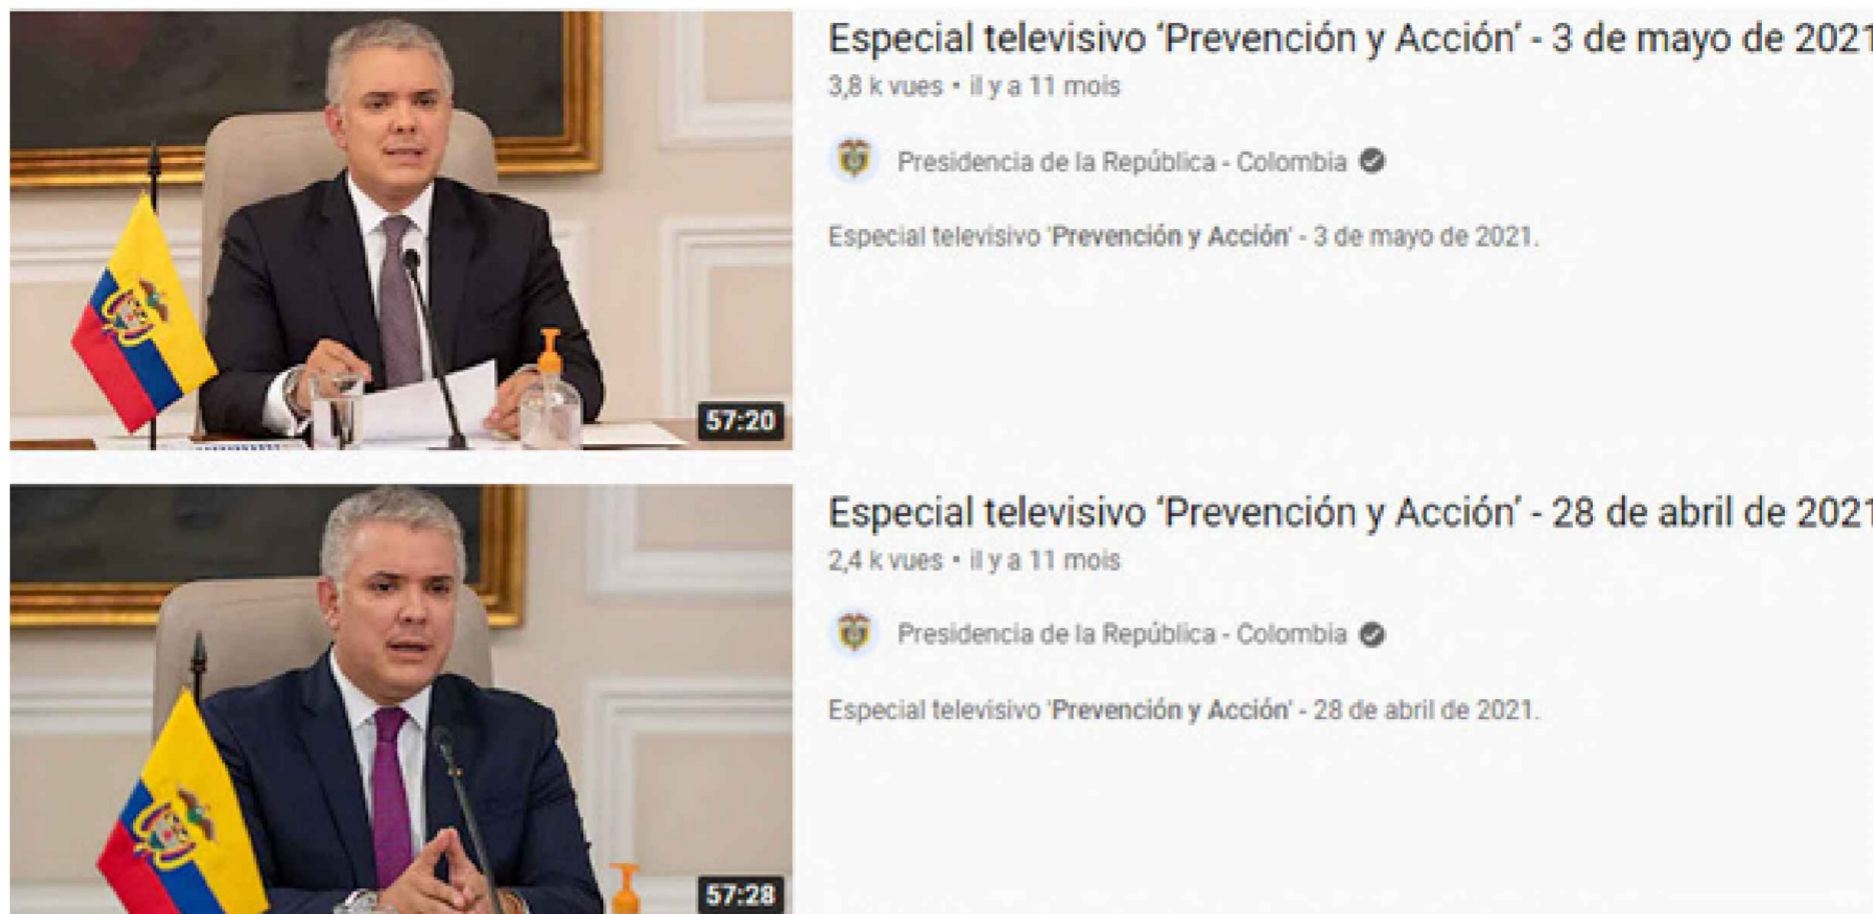 Especial televisivo ‘Prevención y Acción’ - 3 de mayo de 2021
3,8 k vues • il y a 11 mois
Presidencia de la República - Colombia
Especial televisivo 'Prevención y Acción' - 3 de mayo de 2021.
57:20
Especial televisivo ‘Prevención y Acción’ - 28 de abril de 2021
2,4 k vues • il y a 11 mois
Presidencia de la República - Colombia
Especial televisivo 'Prevención y Acción' - 28 de abril de 2021.
57:28